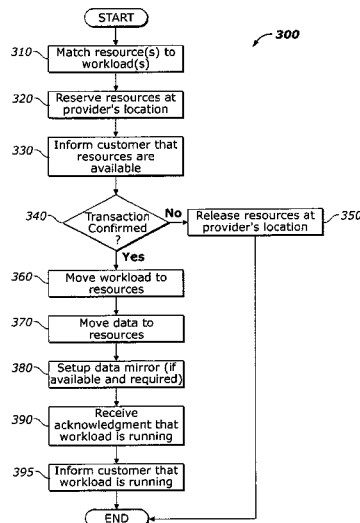 START
300
310
Match resource(s) to
workload(s)
320
Reserve resources at
provider's location
330
Inform customer that
resources are
available
340
Transaction
Confirmed
?
No
Release resources at
provider's location
350
Yes
360
Move workload to
resources
370
Move data to
resources
380
Setup data mirror (if
available and required)
390
Receive
acknowledgment that
workload is running
395
Inform customer that
workload is running
END